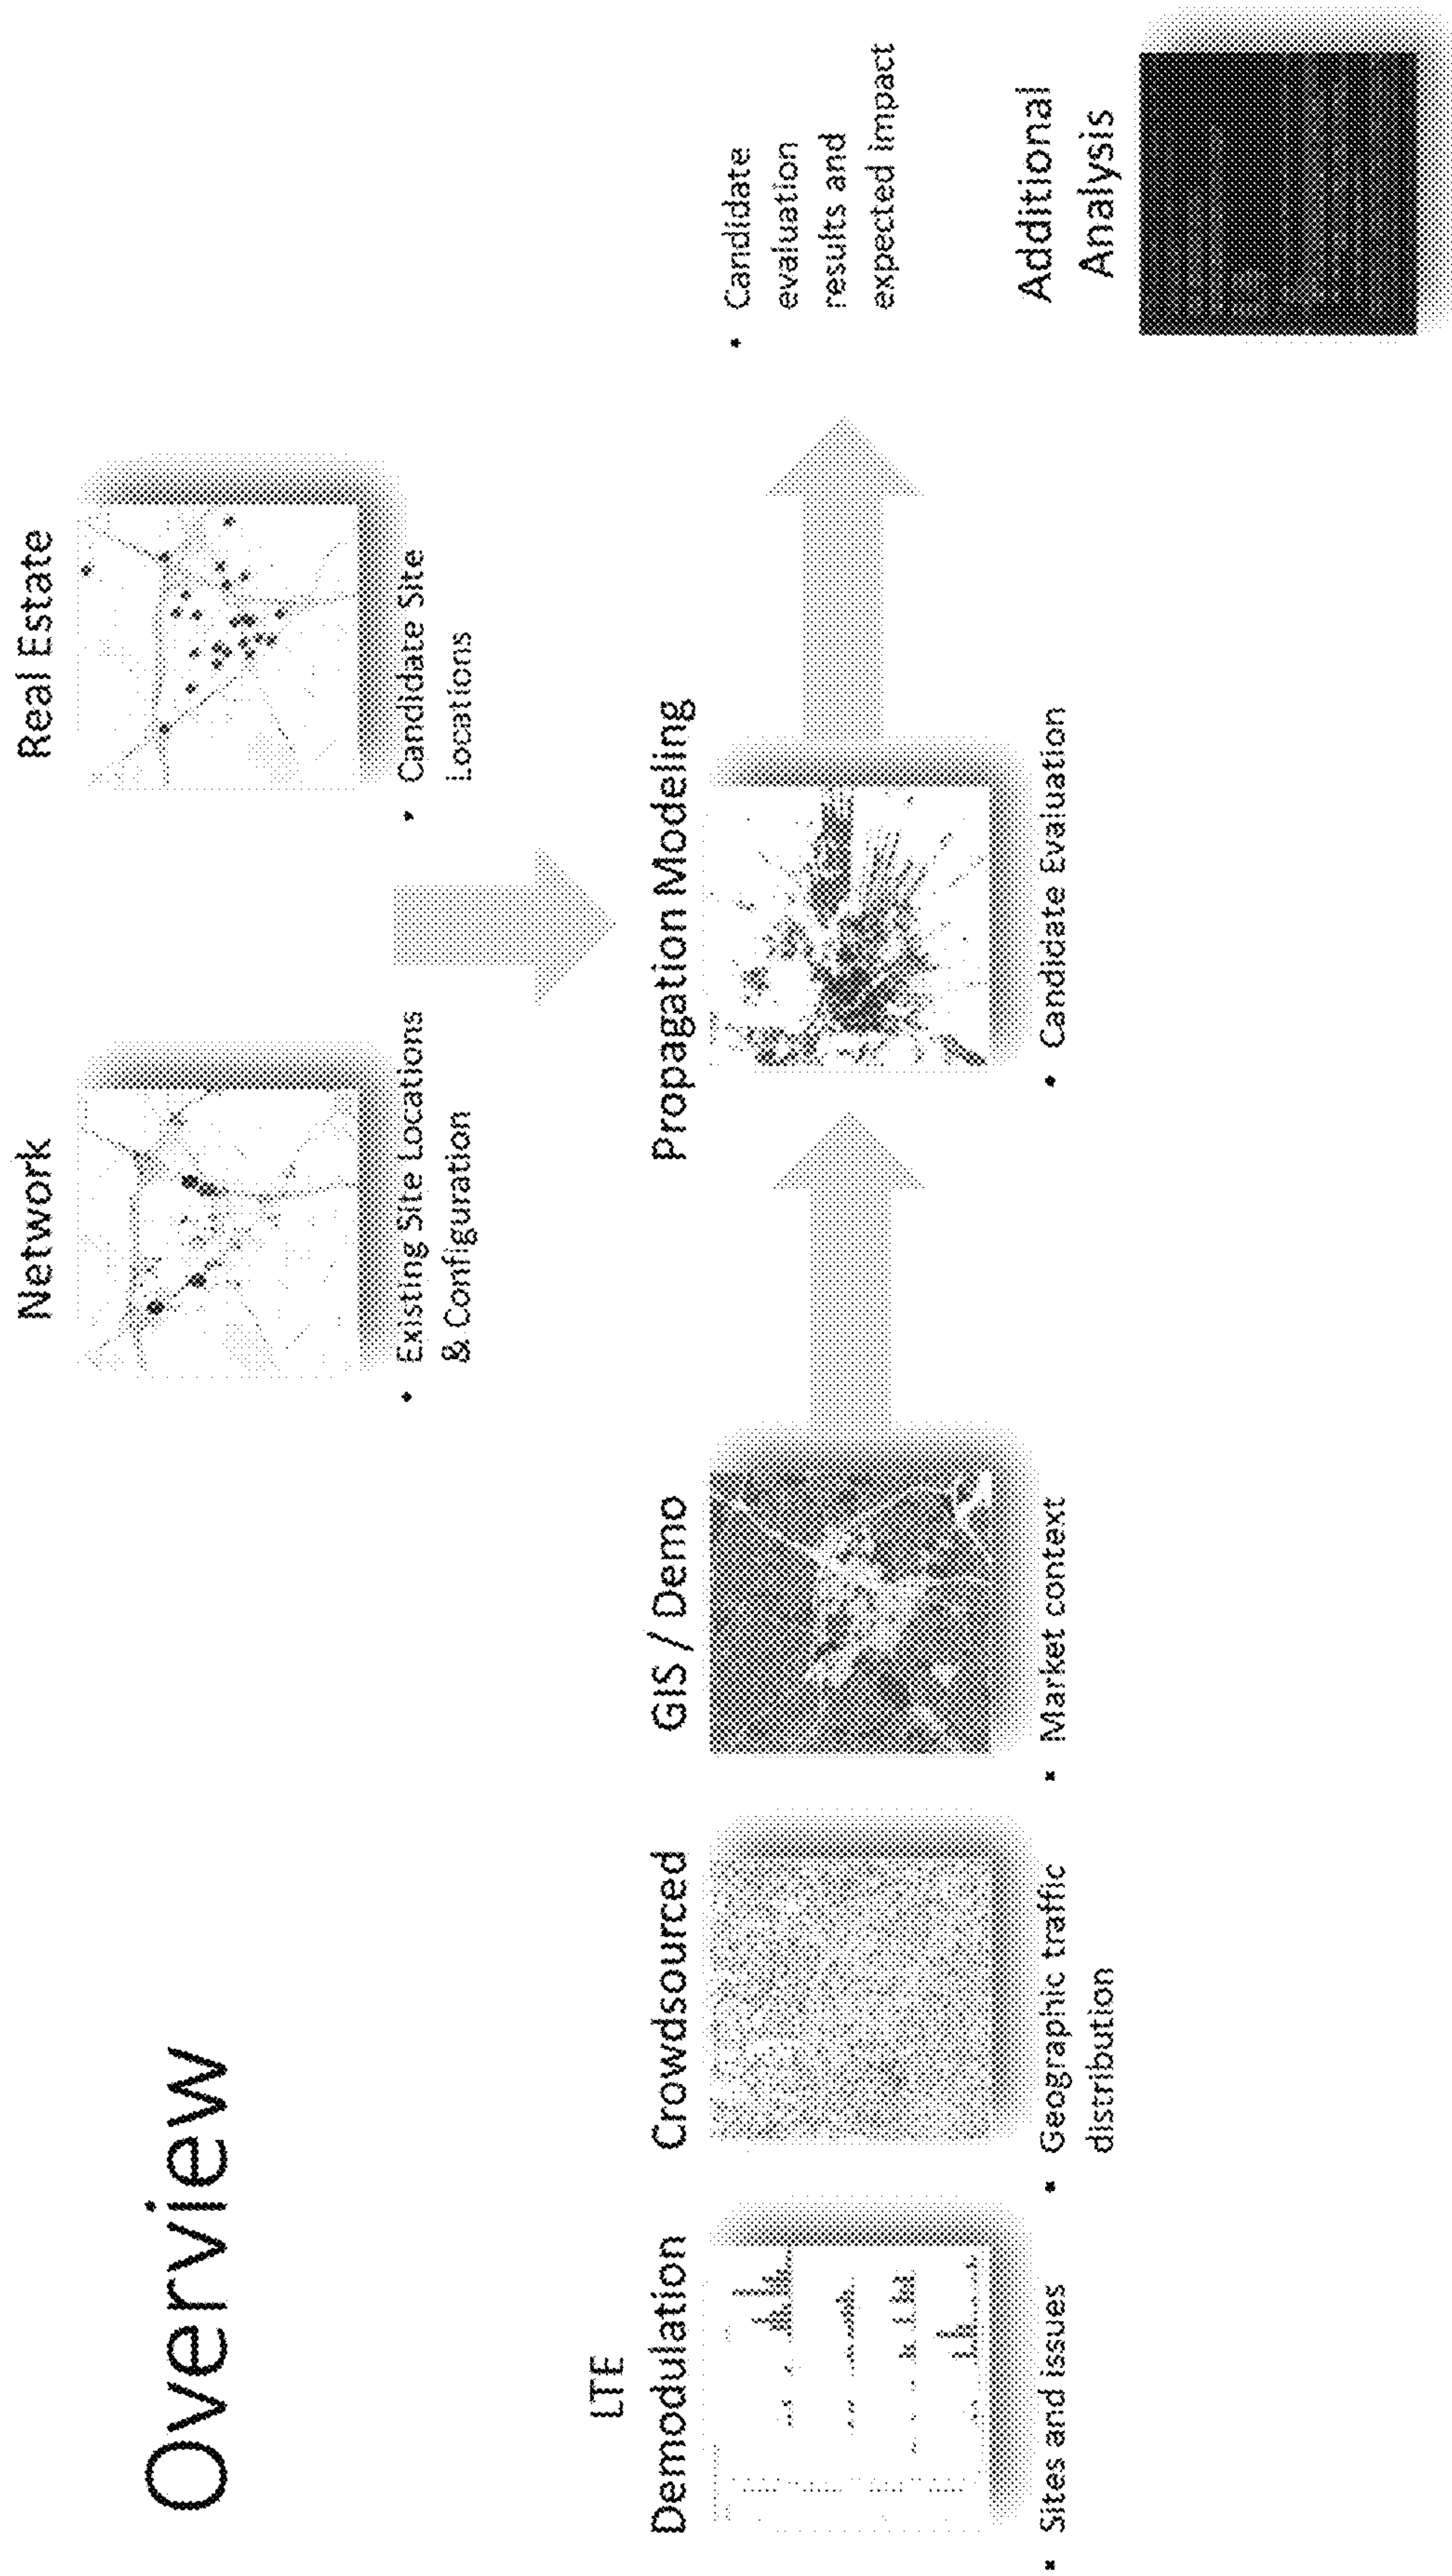 Overview
Network
• Existing Site Locations
& Configuration
Real Estate
• Candidate Site
Locations
LTE
Demodulation
• Sites and issues
Crowdsourced
• Geographic traffic
distribution
GIS / Demo
• Market context
Propagation Modeling
• Candidate Evaluation
• Candidate
evaluation
results and
expected impact
Additional
Analysis